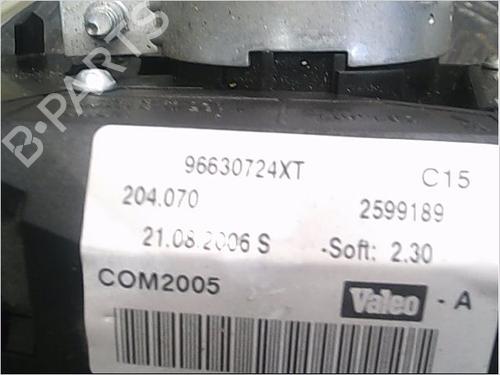 B-PARTS
96630724XT
C15
204.070
2599189
21.08.2006 S
-Soft: 2.30
COM2005
Valeo - A